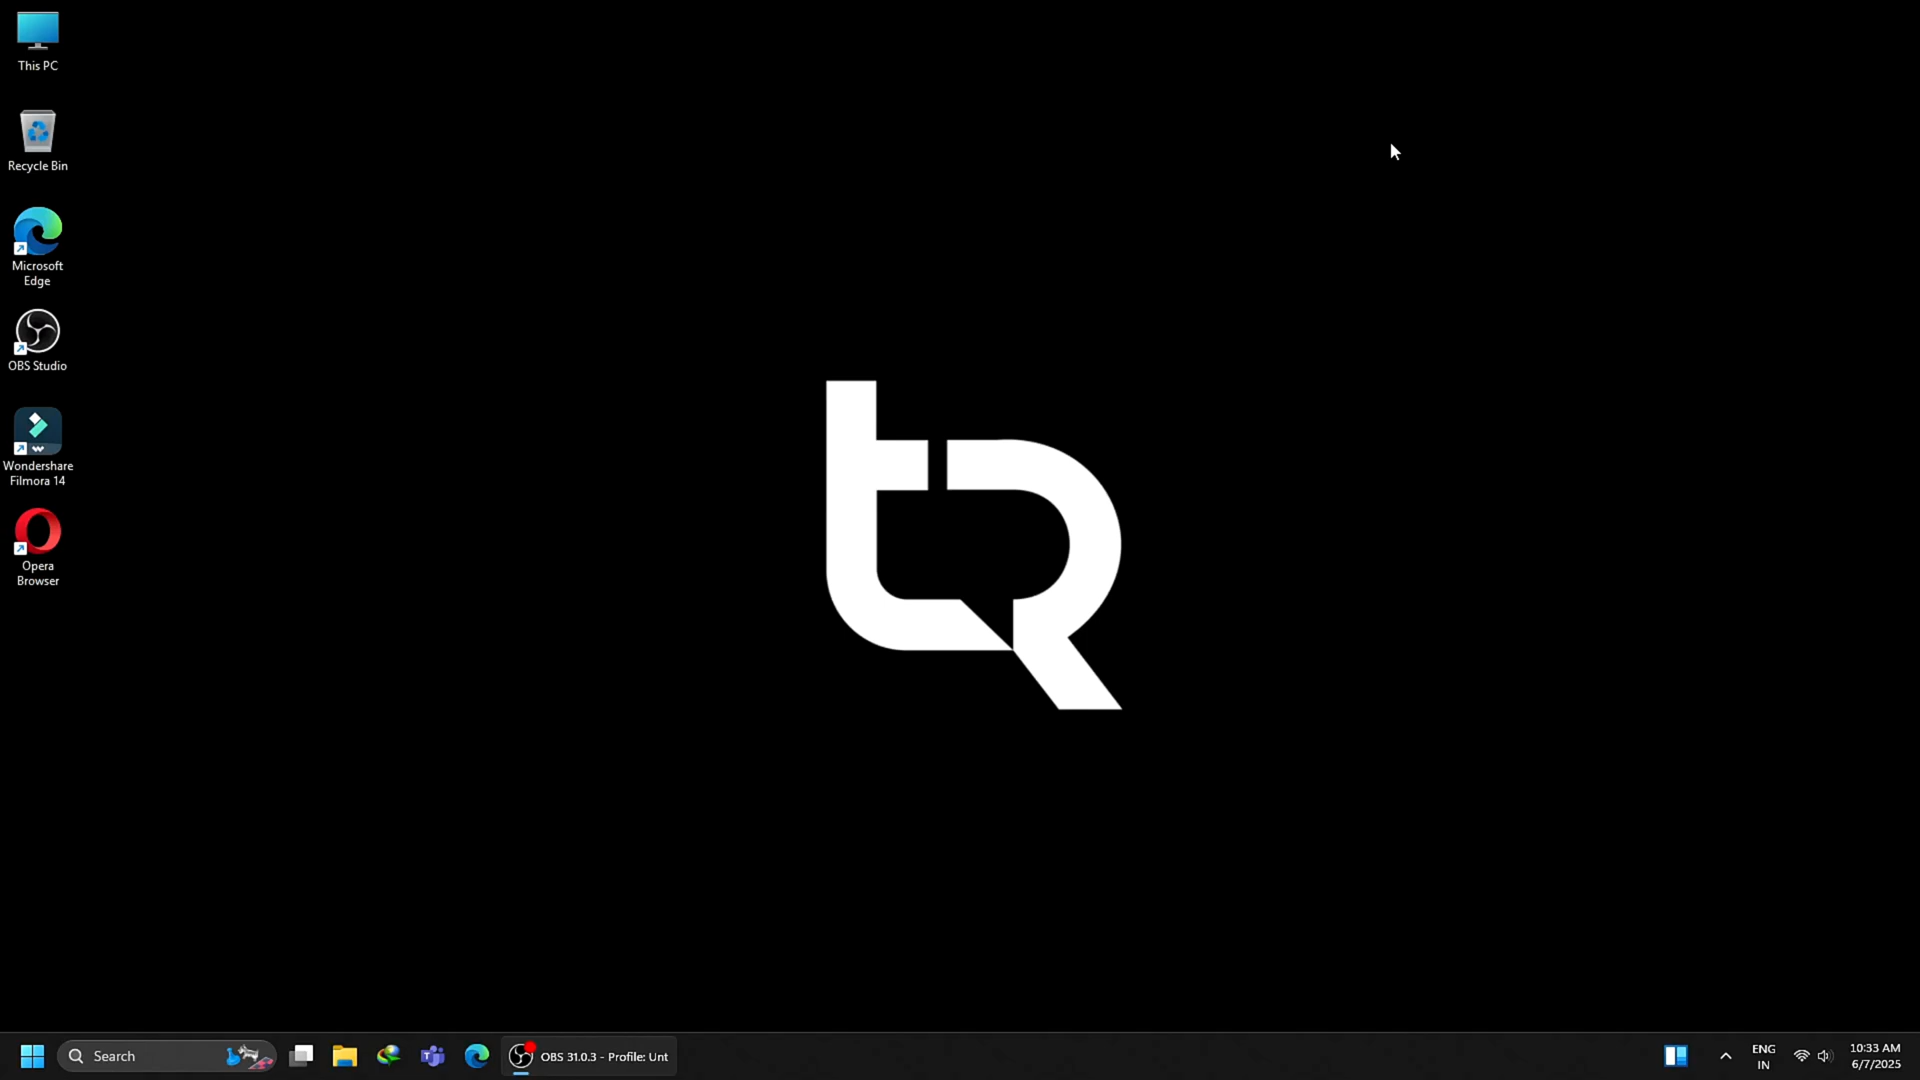 This PC
Recycle Bin
Microsoft
Edge
OBS Studio
Wondershare
Filmora 14
Opera
Browser
tR
Search
OBS 31.0.3 - Profile: Unt
ENG
IN
10:33 AM
6/7/2025